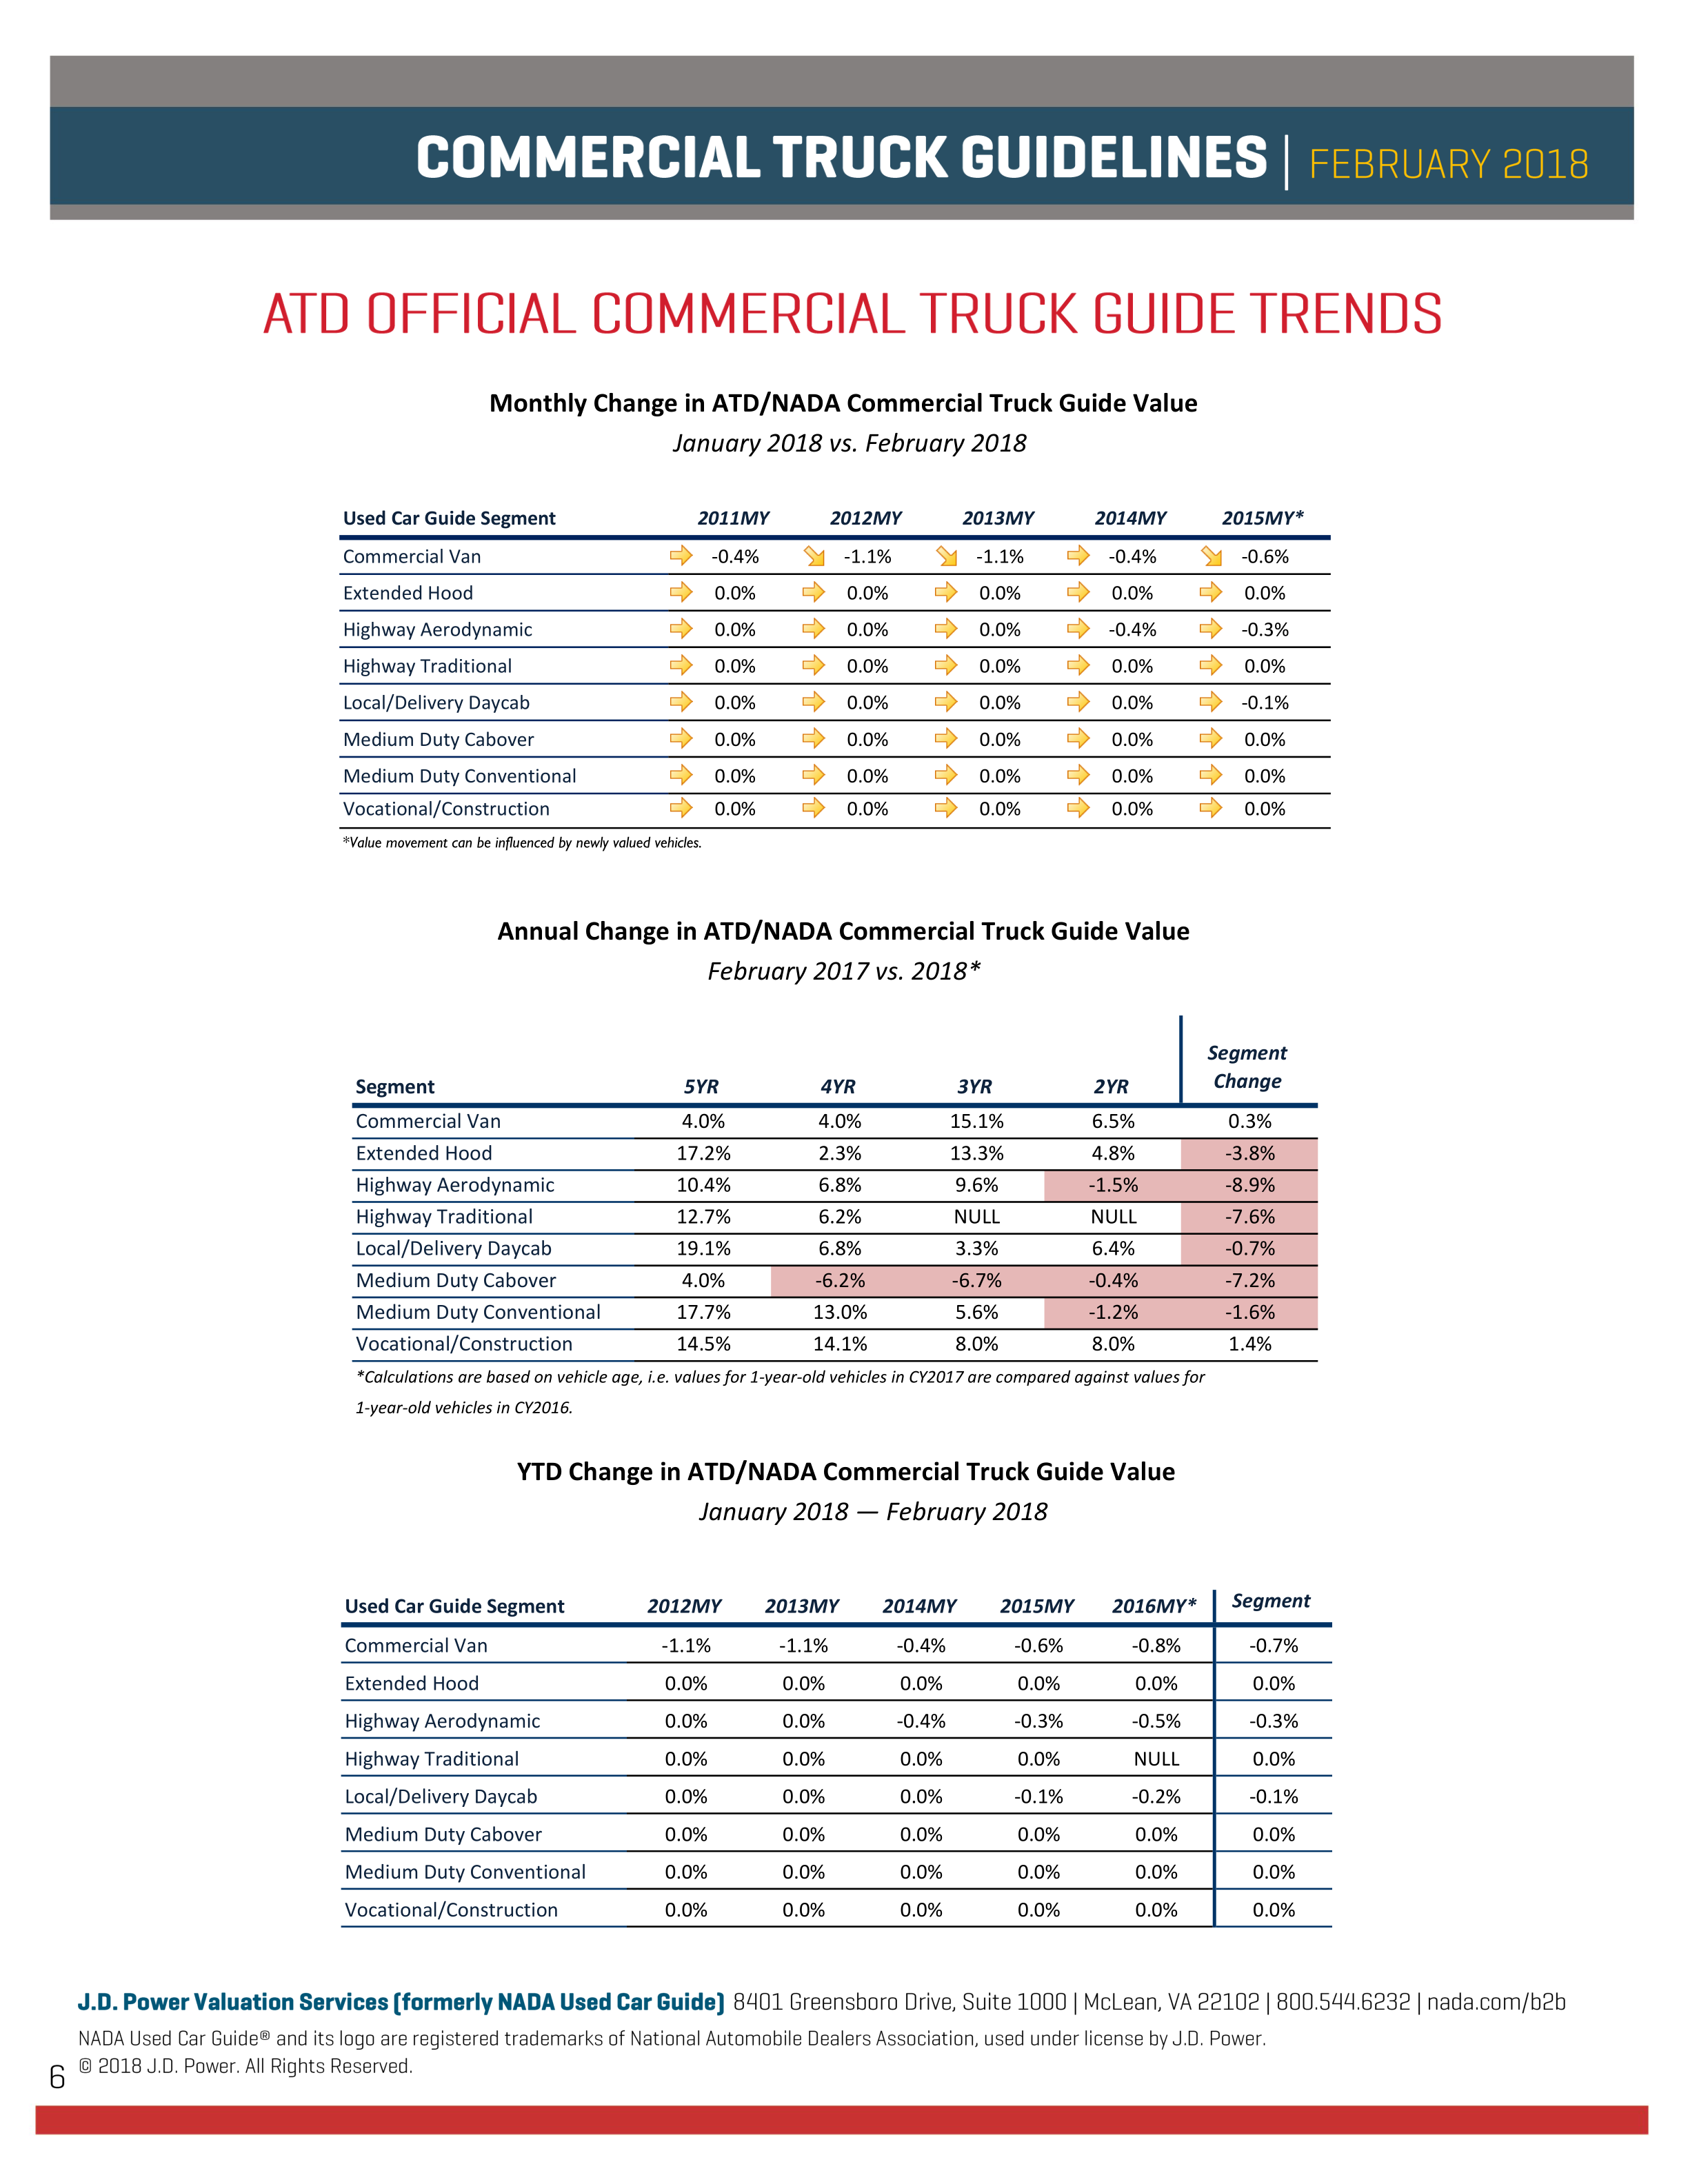 COMMERCIAL TRUCK GUIDELINES | FEBRUARY 2018
ATD OFFICIAL COMMERCIAL TRUCK GUIDE TRENDS
Monthly Change in ATD/NADA Commercial Truck Guide Value
January 2018 vs. February 2018
Used Car Guide Segment 2011MY 2012MY 2013MY 2014MY 2015MY*
Commercial Van -0.4% -1.1% -1.1% -0.4% -0.6%
Extended Hood 0.0% 0.0% 0.0% 0.0% 0.0%
Highway Aerodynamic 0.0% 0.0% 0.0% -0.4% -0.3%
Highway Traditional 0.0% 0.0% 0.0% 0.0% 0.0%
Local/Delivery Daycab 0.0% 0.0% 0.0% 0.0% -0.1%
Medium Duty Cabover 0.0% 0.0% 0.0% 0.0% 0.0%
Medium Duty Conventional 0.0% 0.0% 0.0% 0.0% 0.0%
Vocational/Construction 0.0% 0.0% 0.0% 0.0% 0.0%
*Value movement can be influenced by newly valued vehicles.
Annual Change in ATD/NADA Commercial Truck Guide Value
February 2017 vs. 2018*
Segment 5YR 4YR 3YR 2YR Segment Change
Commercial Van 4.0% 4.0% 15.1% 6.5% 0.3%
Extended Hood 17.2% 2.3% 13.3% 4.8% -3.8%
Highway Aerodynamic 10.4% 6.8% 9.6% -1.5% -8.9%
Highway Traditional 12.7% 6.2% NULL NULL -7.6%
Local/Delivery Daycab 19.1% 6.8% 3.3% 6.4% -0.7%
Medium Duty Cabover 4.0% -6.2% -6.7% -0.4% -7.2%
Medium Duty Conventional 17.7% 13.0% 5.6% -1.2% -1.6%
Vocational/Construction 14.5% 14.1% 8.0% 8.0% 1.4%
*Calculations are based on vehicle age, i.e. values for 1-year-old vehicles in CY2017 are compared against values for
1-year-old vehicles in CY2016.
YTD Change in ATD/NADA Commercial Truck Guide Value
January 2018 — February 2018
Used Car Guide Segment 2012MY 2013MY 2014MY 2015MY 2016MY* Segment
Commercial Van -1.1% -1.1% -0.4% -0.6% -0.8% -0.7%
Extended Hood 0.0% 0.0% 0.0% 0.0% 0.0% 0.0%
Highway Aerodynamic 0.0% 0.0% -0.4% -0.3% -0.5% -0.3%
Highway Traditional 0.0% 0.0% 0.0% 0.0% NULL 0.0%
Local/Delivery Daycab 0.0% 0.0% 0.0% -0.1% -0.2% -0.1%
Medium Duty Cabover 0.0% 0.0% 0.0% 0.0% 0.0% 0.0%
Medium Duty Conventional 0.0% 0.0% 0.0% 0.0% 0.0% 0.0%
Vocational/Construction 0.0% 0.0% 0.0% 0.0% 0.0% 0.0%
J.D. Power Valuation Services (formerly NADA Used Car Guide) 8401 Greensboro Drive, Suite 1000 | McLean, VA 22102 | 800.544.6232 | nada.com/b2b
NADA Used Car Guide® and its logo are registered trademarks of National Automobile Dealers Association, used under license by J.D. Power.
© 2018 J.D. Power. All Rights Reserved.
6